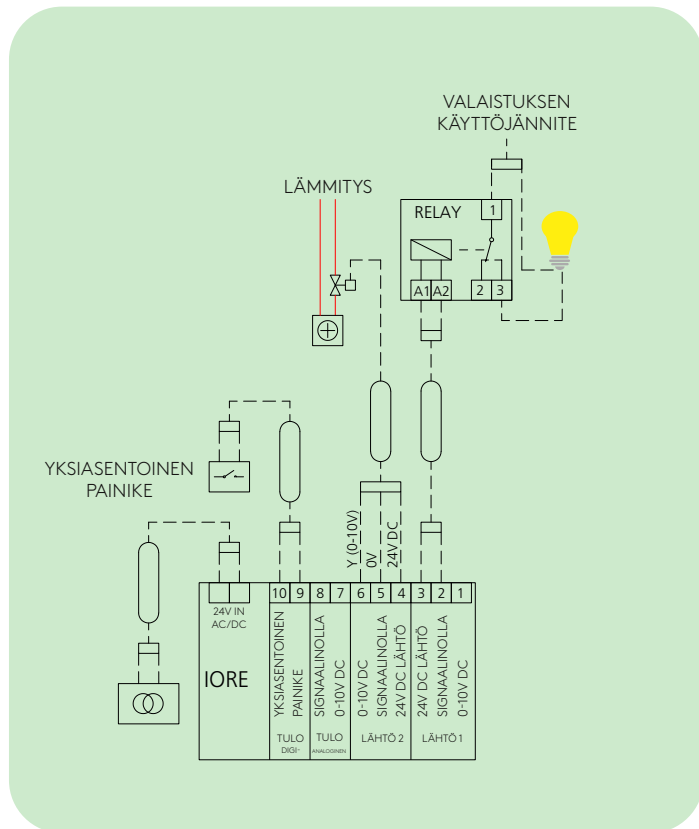 VALAISTUKSEN
KÄYTTÖJÄNNITE
LÄMMITYS
RELAY
1
A1 A2 2 3
YKSIASENTOINEN
PAINIKE
Y (0-10V)
0V
24V DC
10 9 8 7 6 5 4 3 2 1
24V IN
AC/DC
IORE
YKSIASENTOINEN
PAINIKE
SIGNAALINOLLA
0-10V DC
0-10V DC
SIGNAALINOLLA
24V DC LÄHTÖ
24V DC LÄHTÖ
SIGNAALINOLLA
0-10V DC
TULO
DIGI-
TULO
ANALOGINEN
LÄHTÖ 2
LÄHTÖ 1